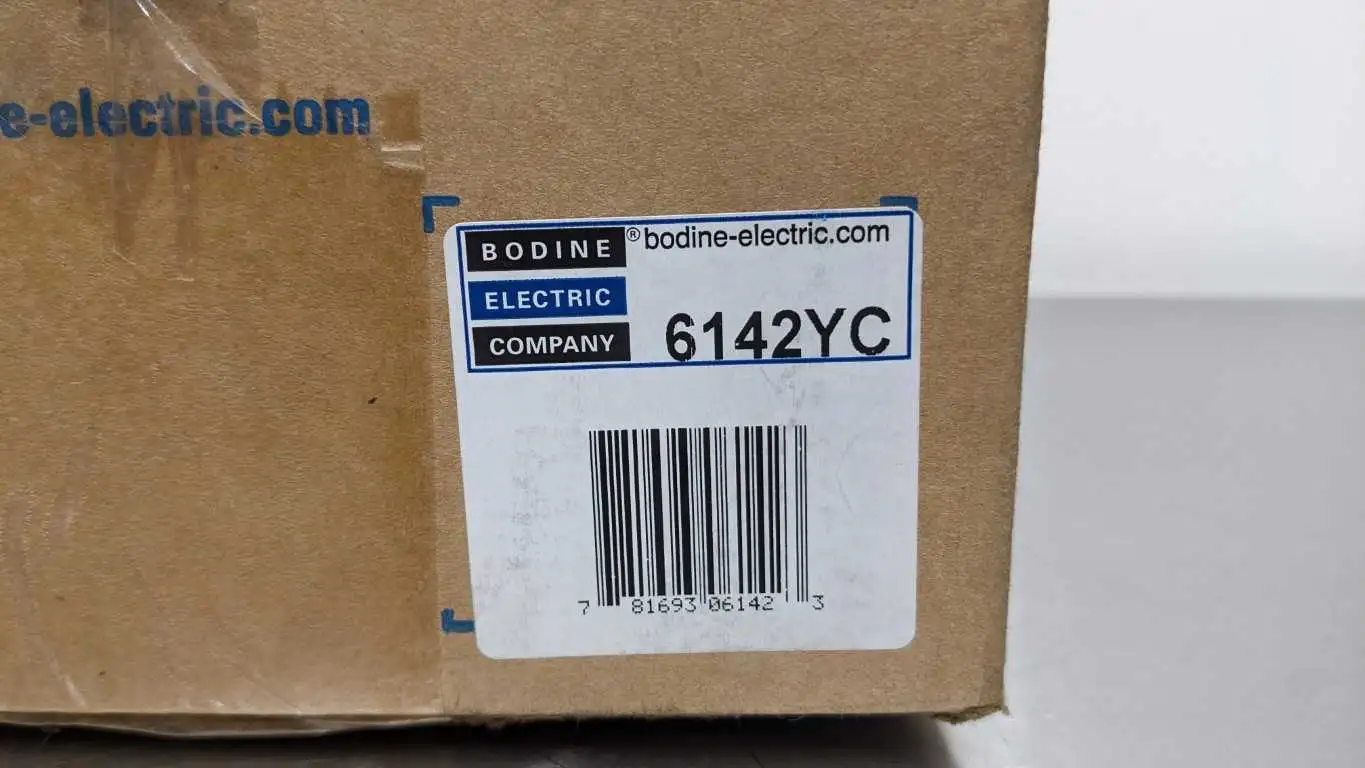 e-electric.com
BODINE® bodine-electric.com
ELECTRIC
COMPANY 6142YC
7 81693 06142 3